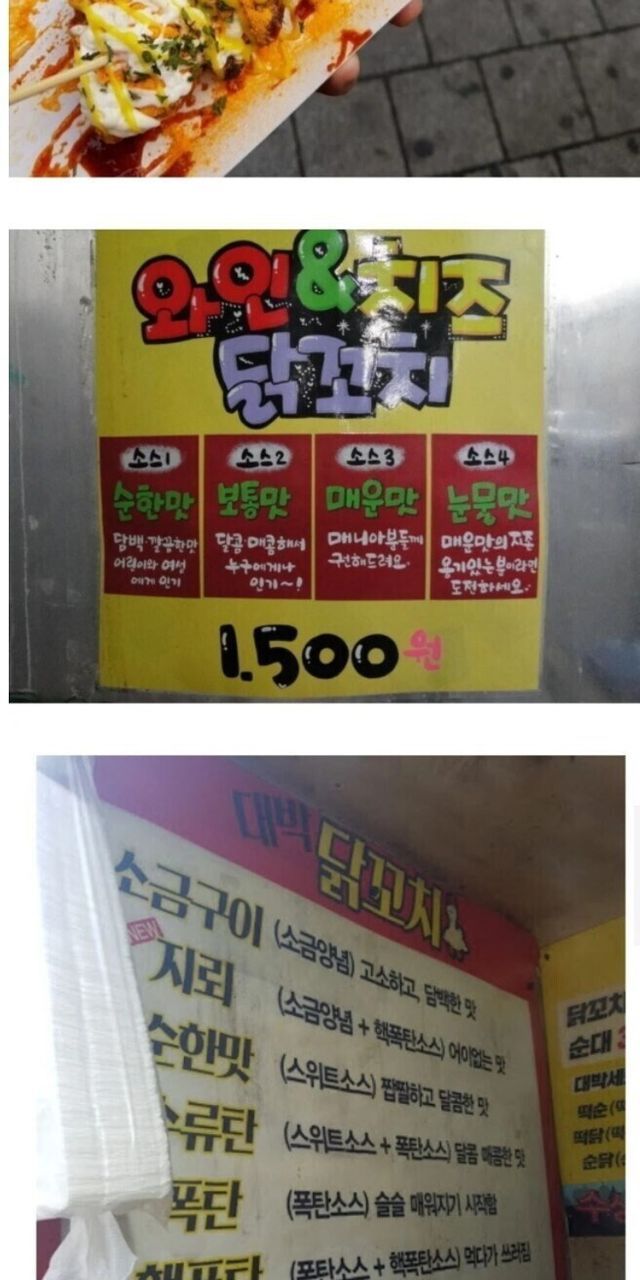 와인&치즈
닭꼬치
소스1
순한맛
담백·깔끔한맛
어린이와 여성
에게 인기
소스2
보통맛
달콤·매콤해서
누구에게나
인기~!
소스3
매운맛
매니아분들께
권해드려요.
소스4
눈물맛
매운맛의 지존
용기있는 분이라면
도전하세요.
1.500원
대박 닭꼬치
소금구이 (소금양념) 고소하고, 담백한 맛
NEW
지뢰 (소금양념 + 핵폭탄소스) 어이없는 맛
순한맛 (스위트소스) 짭짤하고 달콤한 맛
수류탄 (스위트소스 + 폭탄소스) 달콤 매콤한 맛
폭탄 (폭탄소스) 슬슬 매워지기 시작함
핵폭탄 (폭탄소스 + 핵폭탄소스) 먹다가 쓰러짐
닭꼬치
순대
대박세
떡순
떡닭
순닭